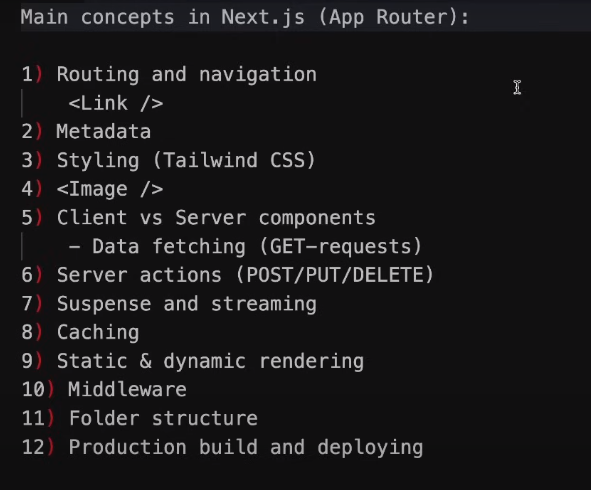 Main concepts in Next.js (App Router):
1) Routing and navigation
<Link />
2) Metadata
3) Styling (Tailwind CSS)
4) <Image />
5) Client vs Server components
- Data fetching (GET-requests)
6) Server actions (POST/PUT/DELETE)
7) Suspense and streaming
8) Caching
9) Static & dynamic rendering
10) Middleware
11) Folder structure
12) Production build and deploying